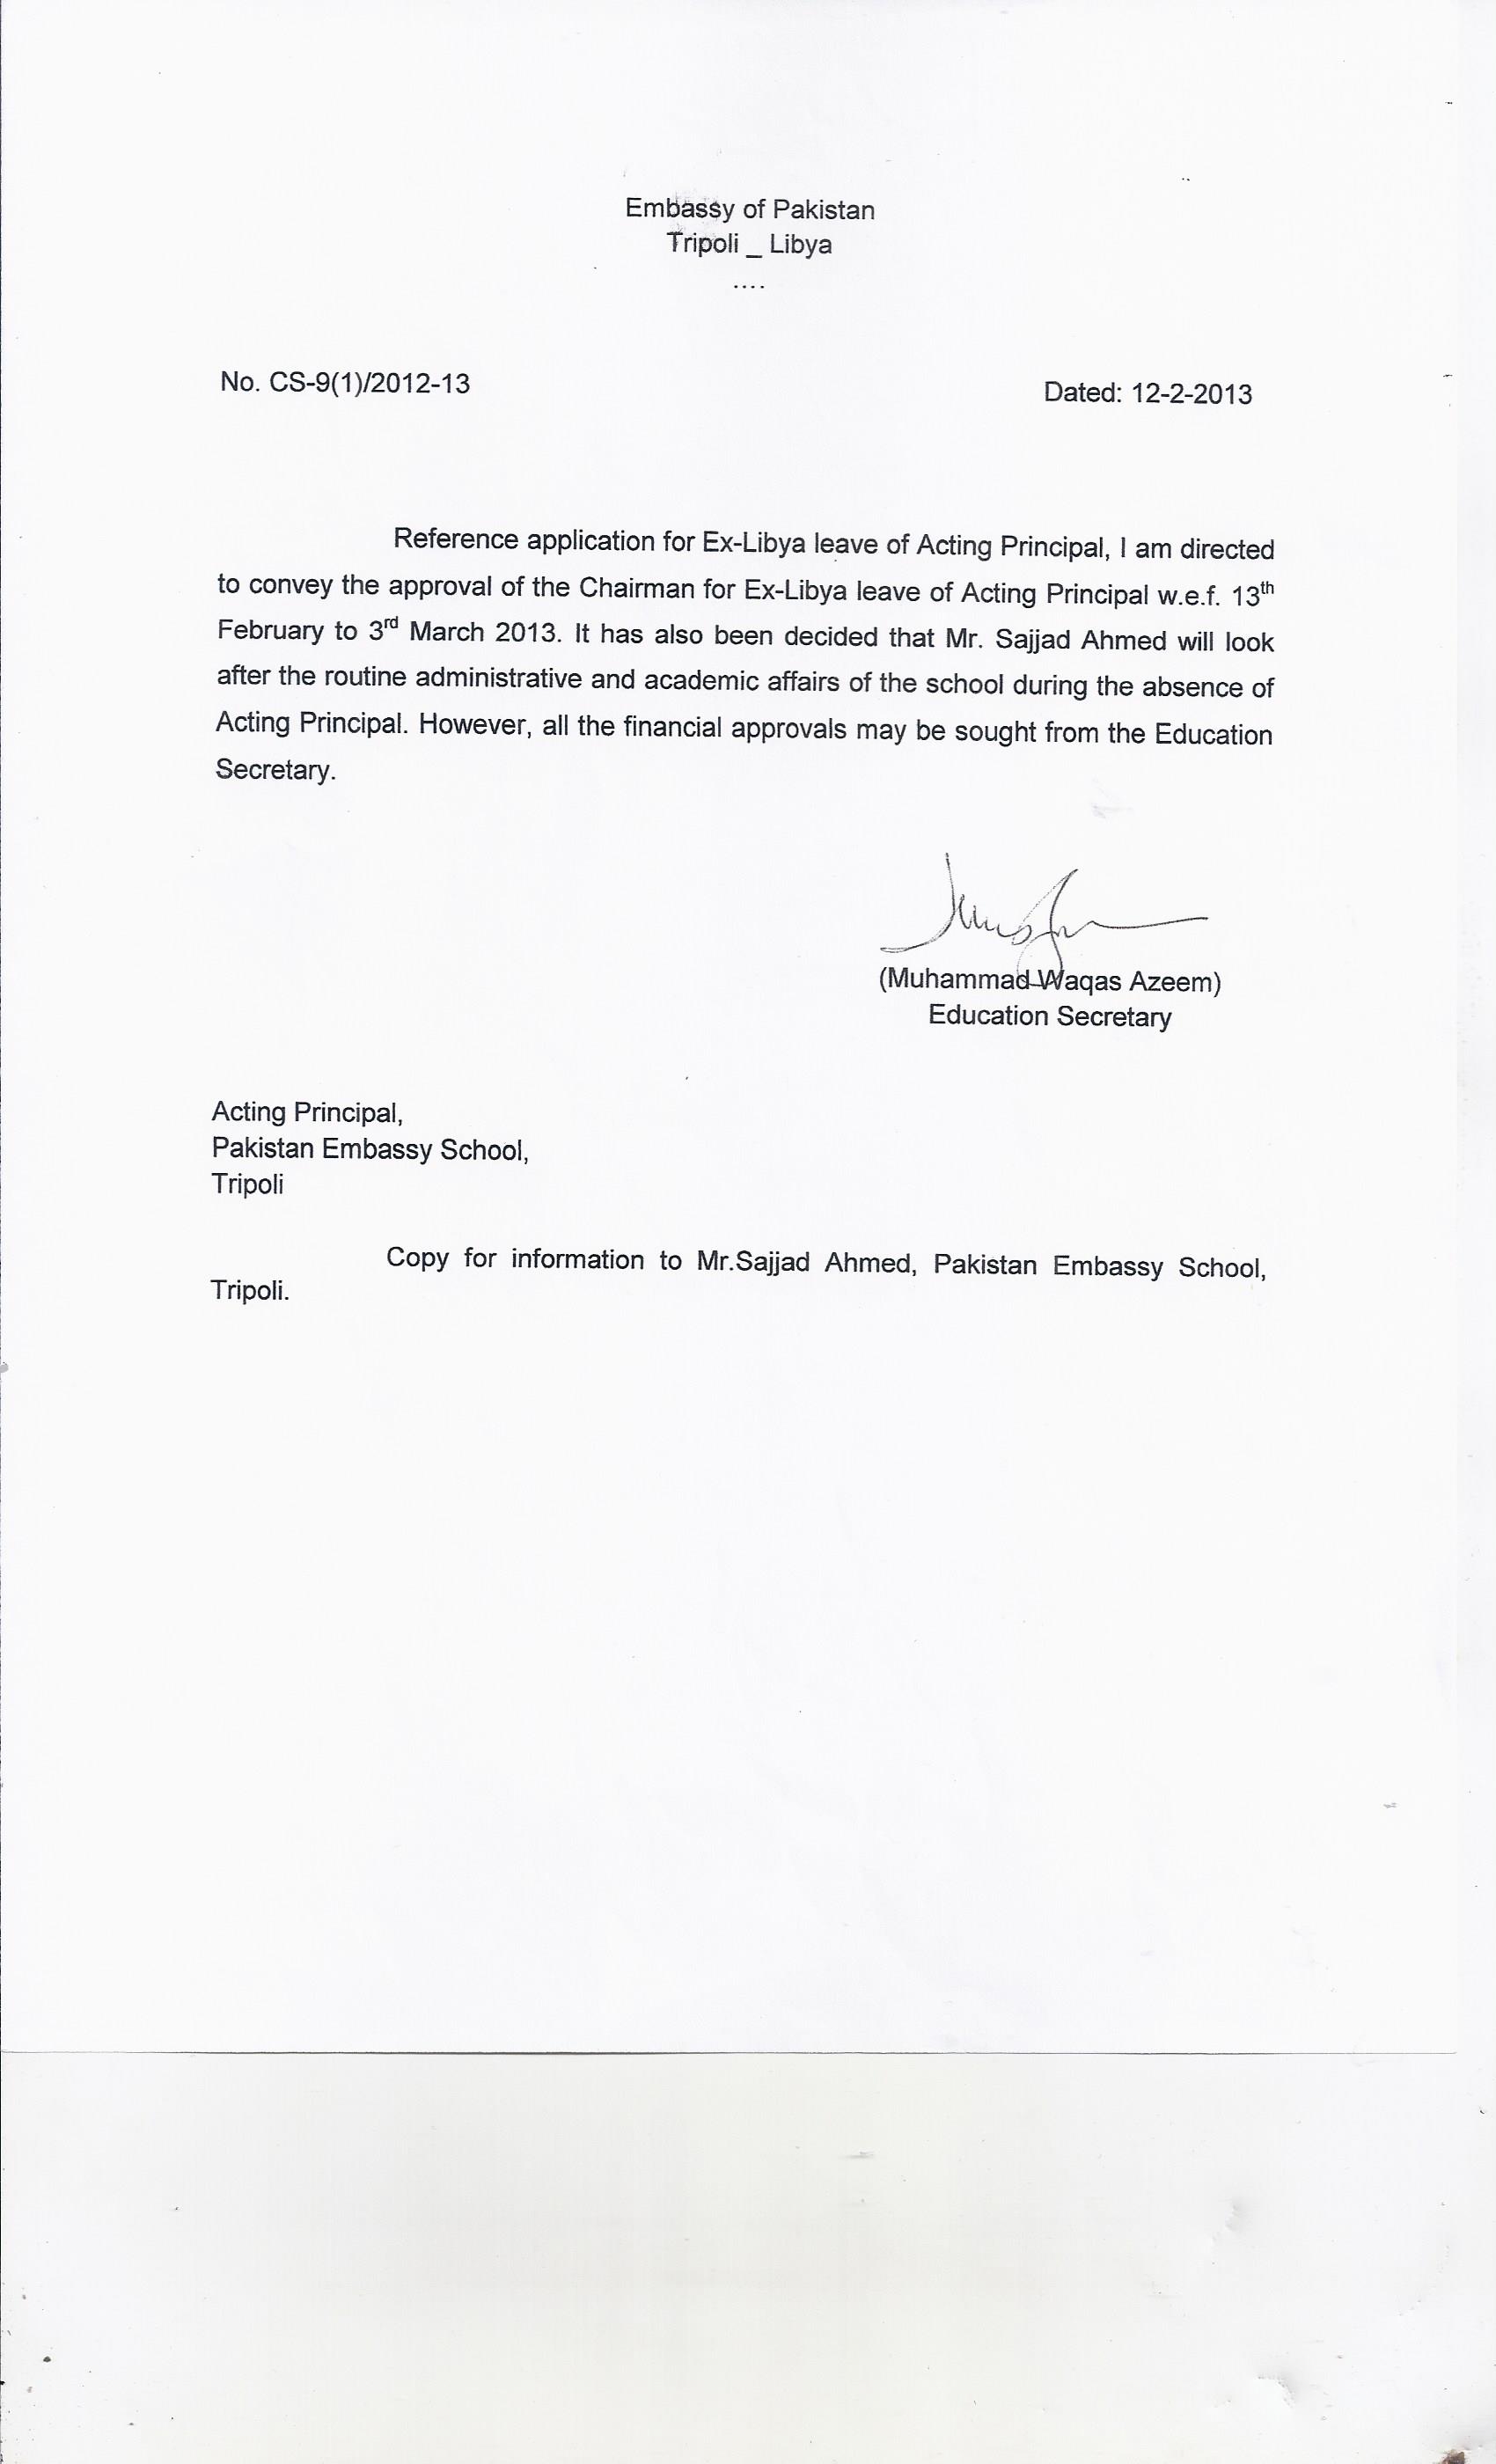 Embassy of Pakistan
Tripoli _ Libya
....
No. CS-9(1)/2012-13
Dated: 12-2-2013
Reference application for Ex-Libya leave of Acting Principal, I am directed
to convey the approval of the Chairman for Ex-Libya leave of Acting Principal w.e.f. 13th
February to 3rd March 2013. It has also been decided that Mr. Sajjad Ahmed will look
after the routine administrative and academic affairs of the school during the absence of
Acting Principal. However, all the financial approvals may be sought from the Education
Secretary.
(Muhammad Waqas Azeem)
Education Secretary
Acting Principal,
Pakistan Embassy School,
Tripoli
Copy for information to Mr.Sajjad Ahmed, Pakistan Embassy School,
Tripoli.